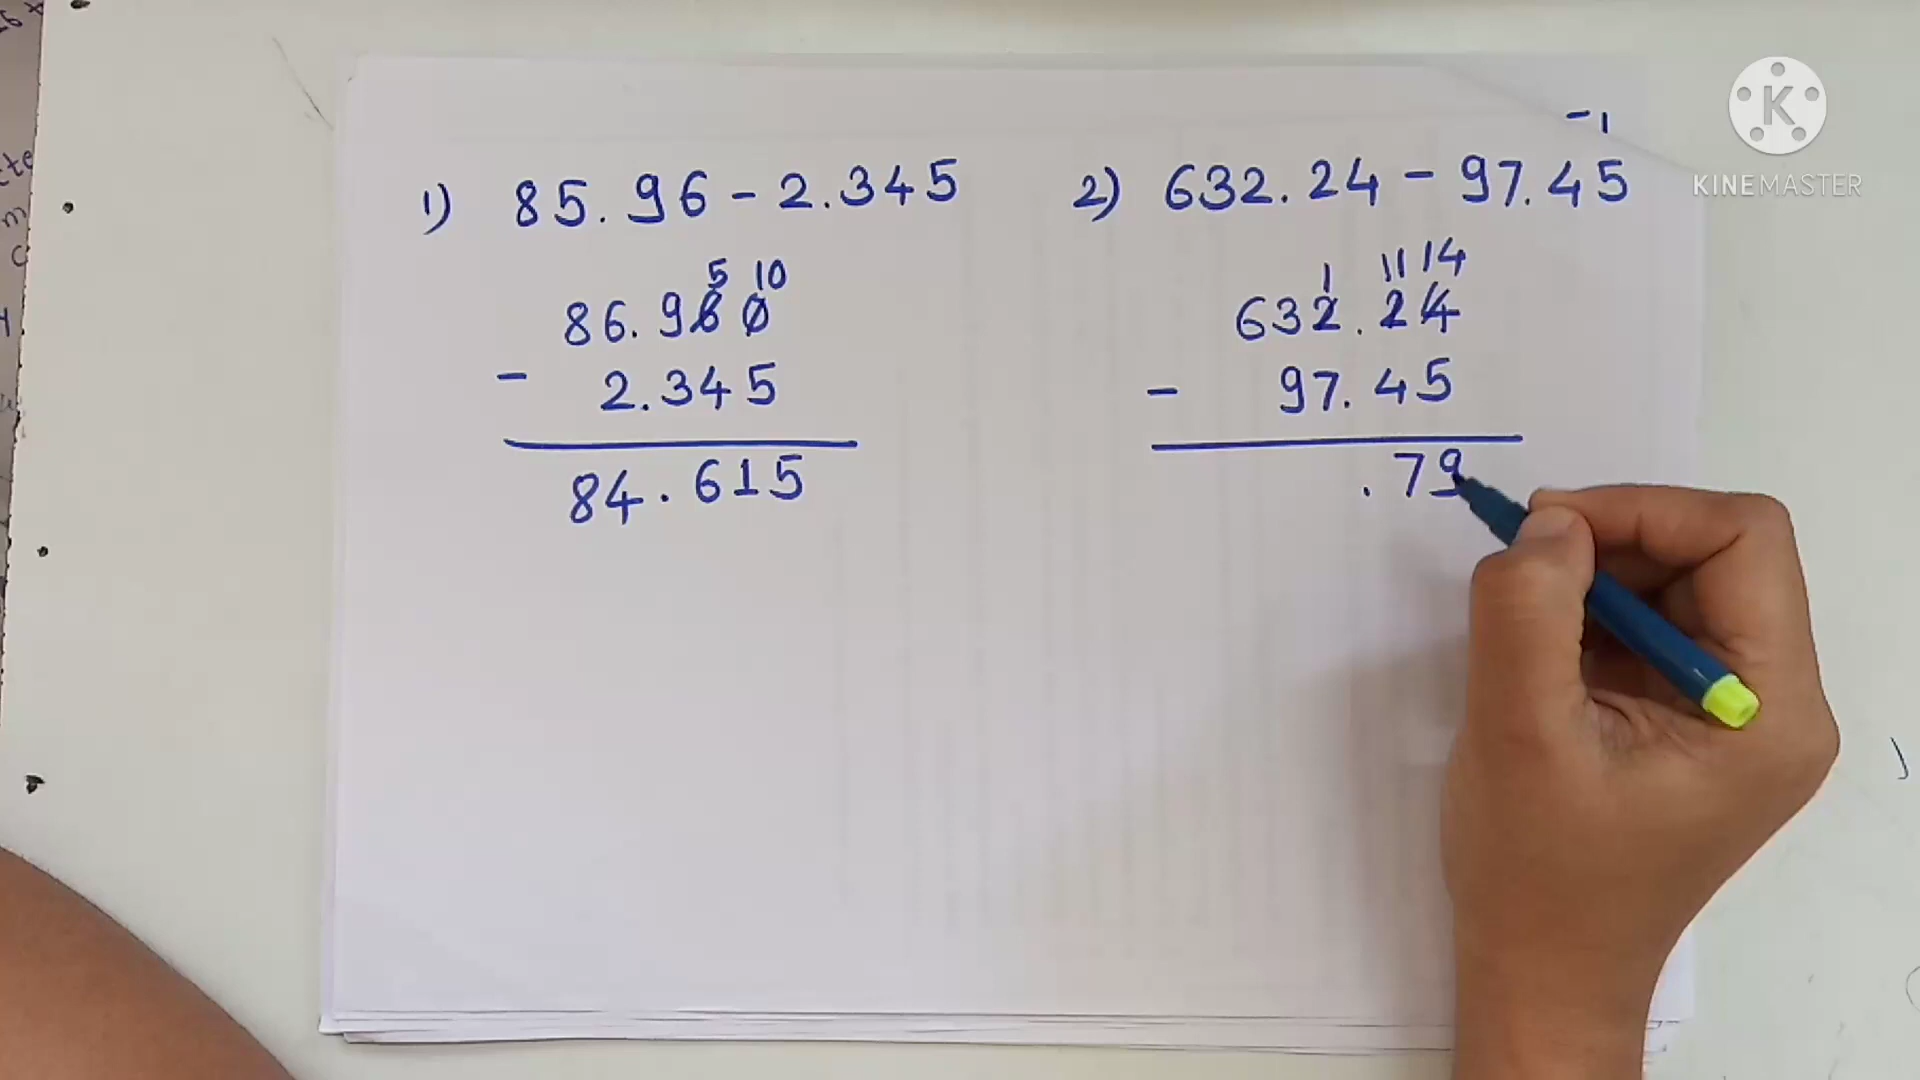 -1
1) 85.96 - 2.345
2) 632.24 - 97.45
5 10
86.960
- 2.345
84.615
1 11 14
632.24
- 97.45
.79
K
KINEMASTER